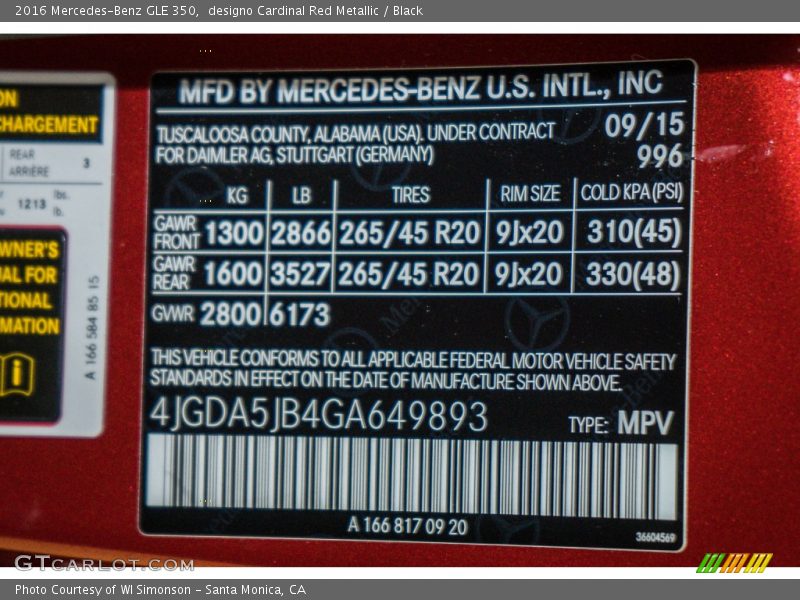 2016 Mercedes-Benz GLE 350,  designo Cardinal Red Metallic / Black
ON
CHARGEMENT
REAR
ARRIÈRE
3
1213
lbs.
lb.
WNER'S
AL FOR
TIONAL
MATION
A 166 584 85 15
MFD BY MERCEDES-BENZ U.S. INTL., INC
TUSCALOOSA COUNTY, ALABAMA (USA). UNDER CONTRACT
FOR DAIMLER AG, STUTTGART (GERMANY)
09/15
996
KG LB TIRES RIM SIZE COLD KPA (PSI)
GAWR FRONT 1300 2866 265/45 R20 9Jx20 310(45)
GAWR REAR 1600 3527 265/45 R20 9Jx20 330(48)
GVWR 2800 6173
THIS VEHICLE CONFORMS TO ALL APPLICABLE FEDERAL MOTOR VEHICLE SAFETY
STANDARDS IN EFFECT ON THE DATE OF MANUFACTURE SHOWN ABOVE.
4JGDA5JB4GA649893
TYPE: MPV
A 166 817 09 20
36604569
GTCARLOT.COM
Photo Courtesy of WI Simonson - Santa Monica, CA